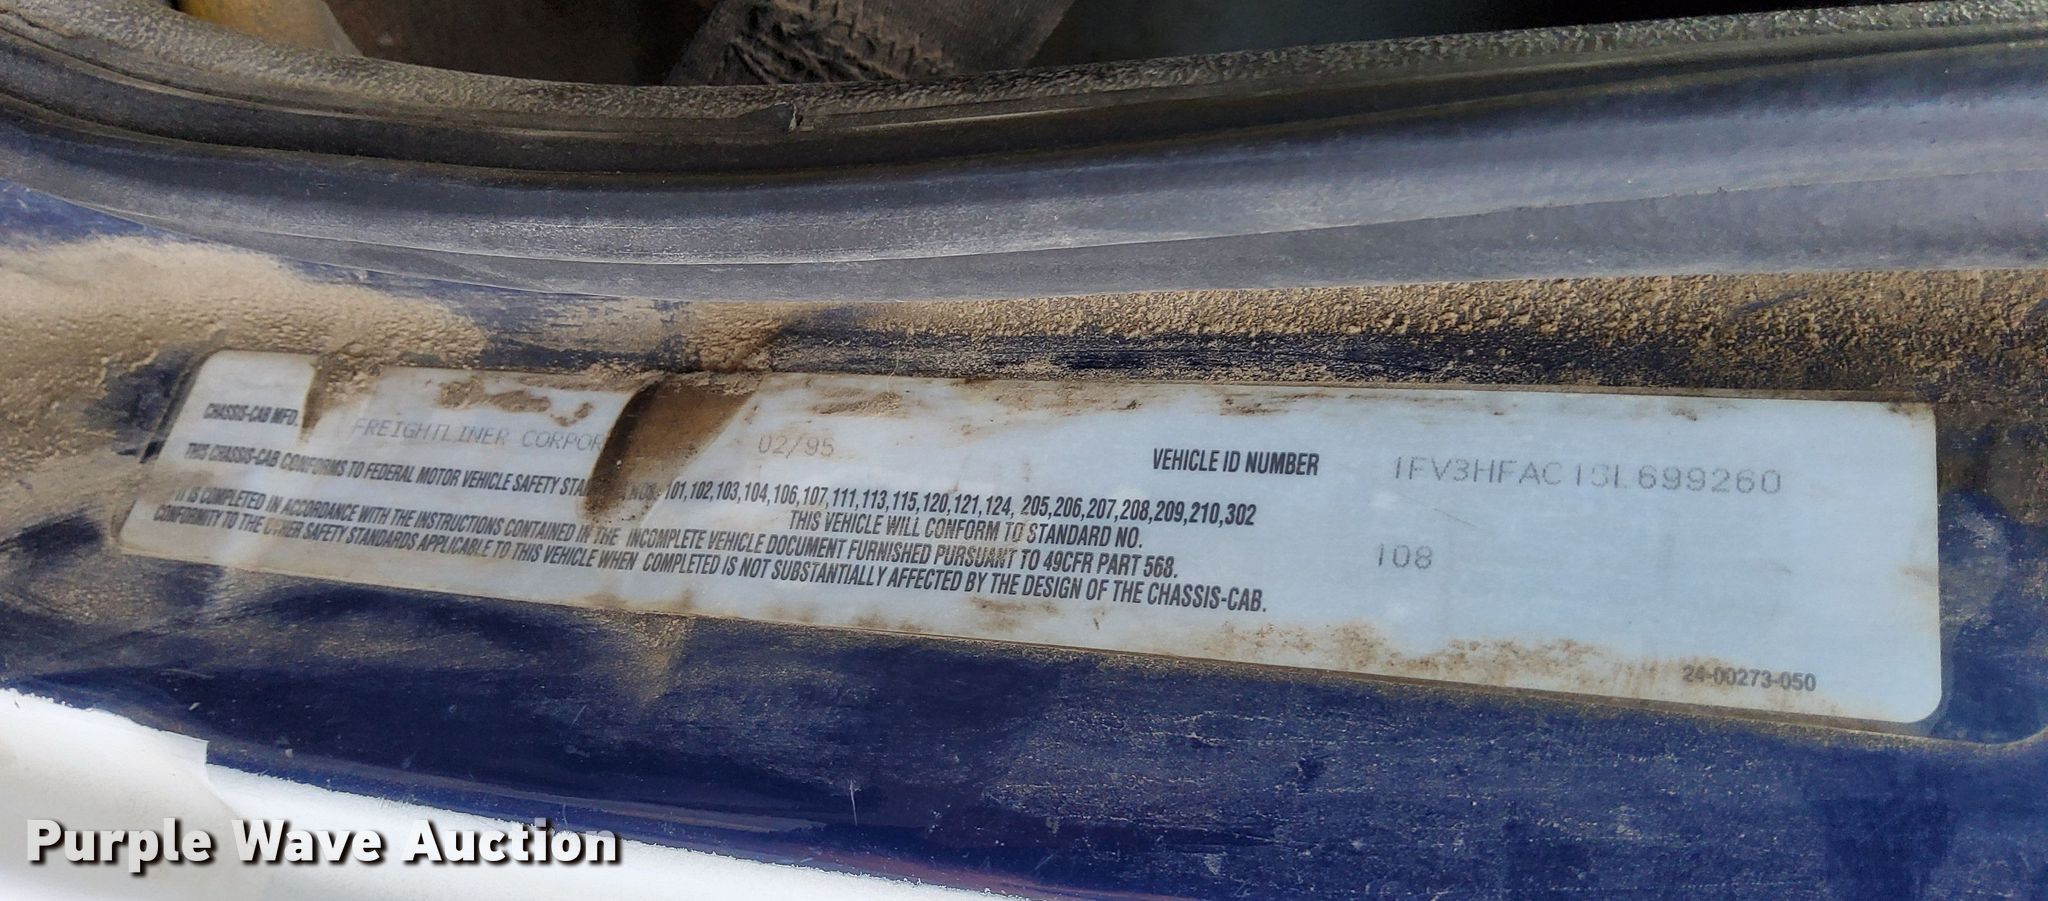 CHASSIS-CAB MFD. FREIGHTLINER CORPOR 02/95 VEHICLE ID NUMBER 1FV3HFAC1SL699260
THIS CHASSIS-CAB CONFORMS TO FEDERAL MOTOR VEHICLE SAFETY NOS. 101,102,103,104,106,107,111,113,115,120,121,124, 205,206,207,208,209,210,302
THIS VEHICLE WILL CONFORM TO STANDARD NO. 108
IT IS COMPLETED IN ACCORDANCE WITH THE INSTRUCTIONS CONTAINED IN THE INCOMPLETE VEHICLE DOCUMENT FURNISHED PURSUANT TO 49CFR PART 568.
CONFORMITY TO THE OTHER SAFETY STANDARDS APPLICABLE TO THIS VEHICLE WHEN COMPLETED IS NOT SUBSTANTIALLY AFFECTED BY THE DESIGN OF THE CHASSIS-CAB.
24-00273-050
Purple Wave Auction